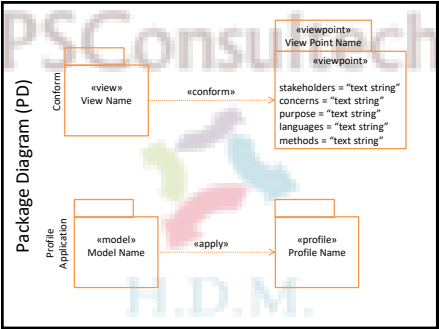 PSConsultech
Package Diagram (PD)
Conform
«view»
View Name
«conform»
«viewpoint»
View Point Name
«viewpoint»
stakeholders = “text string”
concerns = “text string”
purpose = “text string”
languages = “text string”
methods = “text string”
Profile
Application
«model»
Model Name
«apply»
«profile»
Profile Name
H.D.M.